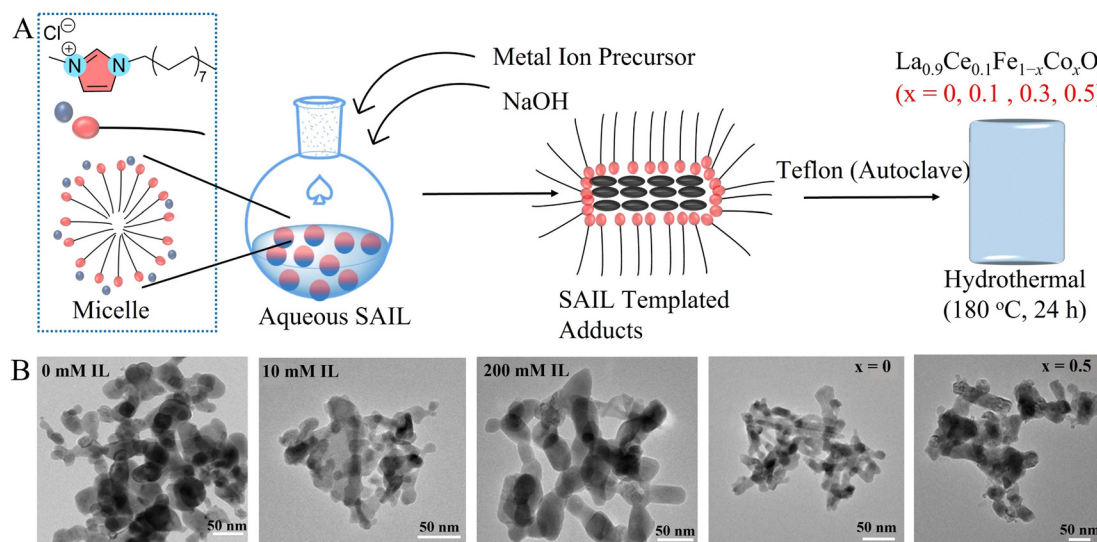 A
Cl⊖
⊕
N N
7
Metal Ion Precursor
NaOH
La0.9Ce0.1Fe1−xCoxO
(x = 0, 0.1 , 0.3, 0.5)
Teflon (Autoclave)
Micelle
Aqueous SAIL
SAIL Templated
Adducts
Hydrothermal
(180 °C, 24 h)
B
0 mM IL
10 mM IL
200 mM IL
x = 0
x = 0.5
50 nm
50 nm
50 nm
50 nm
50 nm